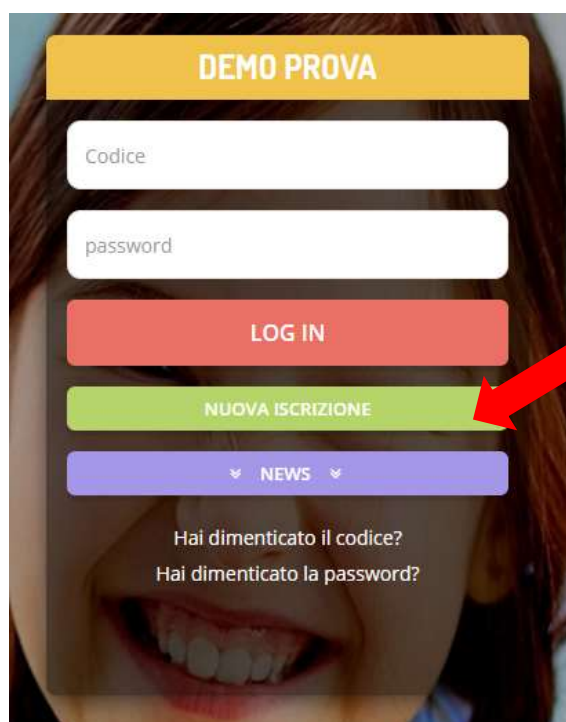 DEMO PROVA
Codice
password
LOG IN
NUOVA ISCRIZIONE
NEWS
Hai dimenticato il codice?
Hai dimenticato la password?